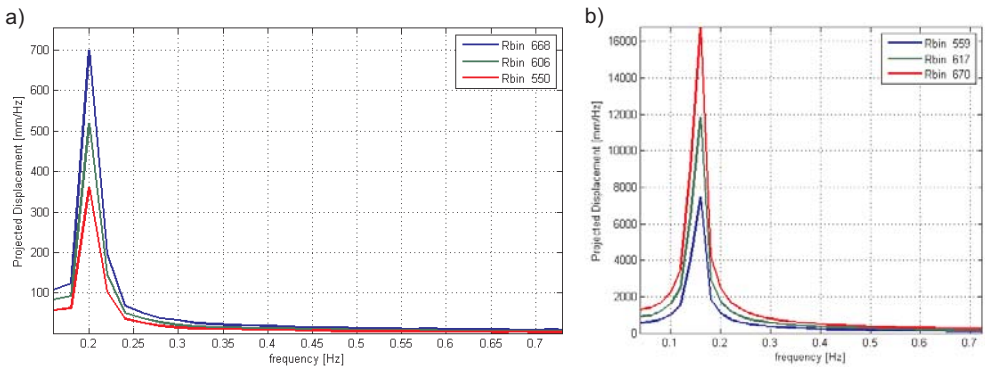 a)
Projected Displacement [mm/Hz]
700
600
500
400
300
200
100
Rbin 668
Rbin 606
Rbin 550
0.2 0.25 0.3 0.35 0.4 0.45 0.5 0.55 0.6 0.65 0.7
frequency [Hz]
b)
Projected Displacement [mm/Hz]
16000
14000
12000
10000
8000
6000
4000
2000
0
Rbin 559
Rbin 617
Rbin 670
0.1 0.2 0.3 0.4 0.5 0.6 0.7
frequency [Hz]